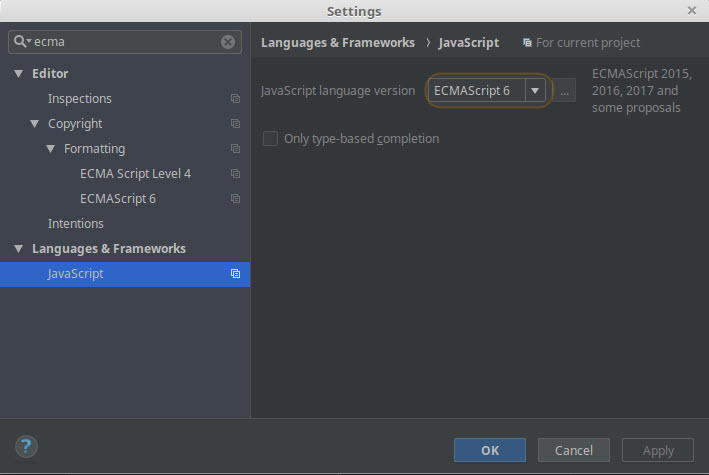 Settings
ecma
Editor
Inspections
Copyright
Formatting
ECMA Script Level 4
ECMAScript 6
Intentions
Languages & Frameworks
JavaScript
Languages & Frameworks › JavaScript For current project
JavaScript language version ECMAScript 6 ... ECMAScript 2015,
2016, 2017 and
some proposals
Only type-based completion
?
OK Cancel Apply